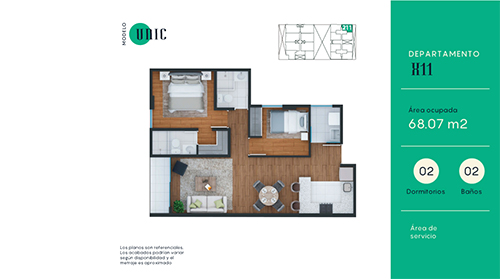 MODELO
UNIC
X11
Los planos son referenciales.
Los acabados podrían variar
según disponibilidad y el
metraje es aproximado
DEPARTAMENTO
X11
Área ocupada
68.07 m2
02
Dormitorios
02
Baños
Área de
servicio